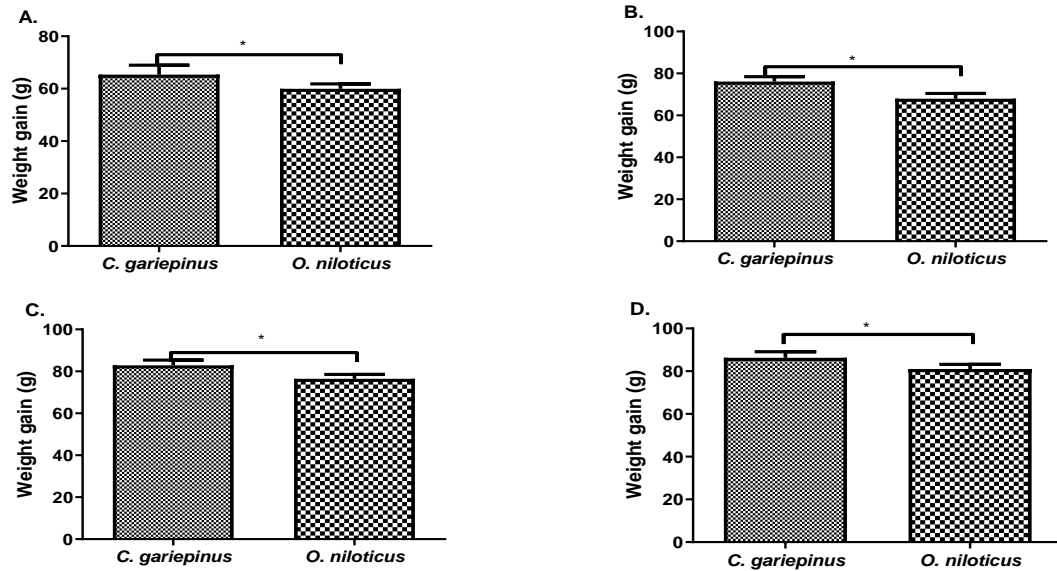 A.
Weight gain (g)
80
60
40
20
0
*
C. gariepinus O. niloticus
B.
Weight gain (g)
100
80
60
40
20
0
*
C. gariepinus O. niloticus
C.
Weight gain (g)
100
80
60
40
20
0
*
C. gariepinus O. niloticus
D.
Weight gain (g)
100
80
60
40
20
0
*
C. gariepinus O. niloticus